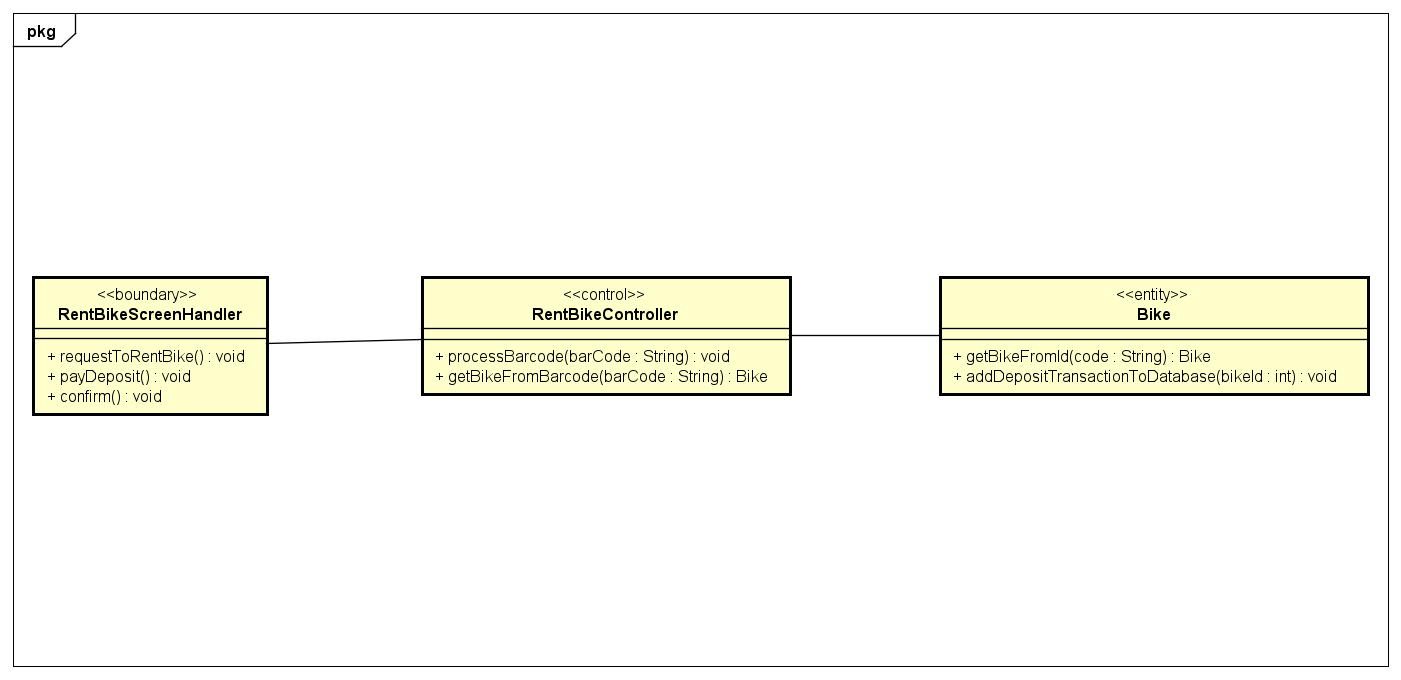 pkg
<<boundary>>
RentBikeScreenHandler
+ requestToRentBike() : void
+ payDeposit() : void
+ confirm() : void
<<control>>
RentBikeController
+ processBarcode(barCode : String) : void
+ getBikeFromBarcode(barCode : String) : Bike
<<entity>>
Bike
+ getBikeFromId(code : String) : Bike
+ addDepositTransactionToDatabase(bikeId : int) : void